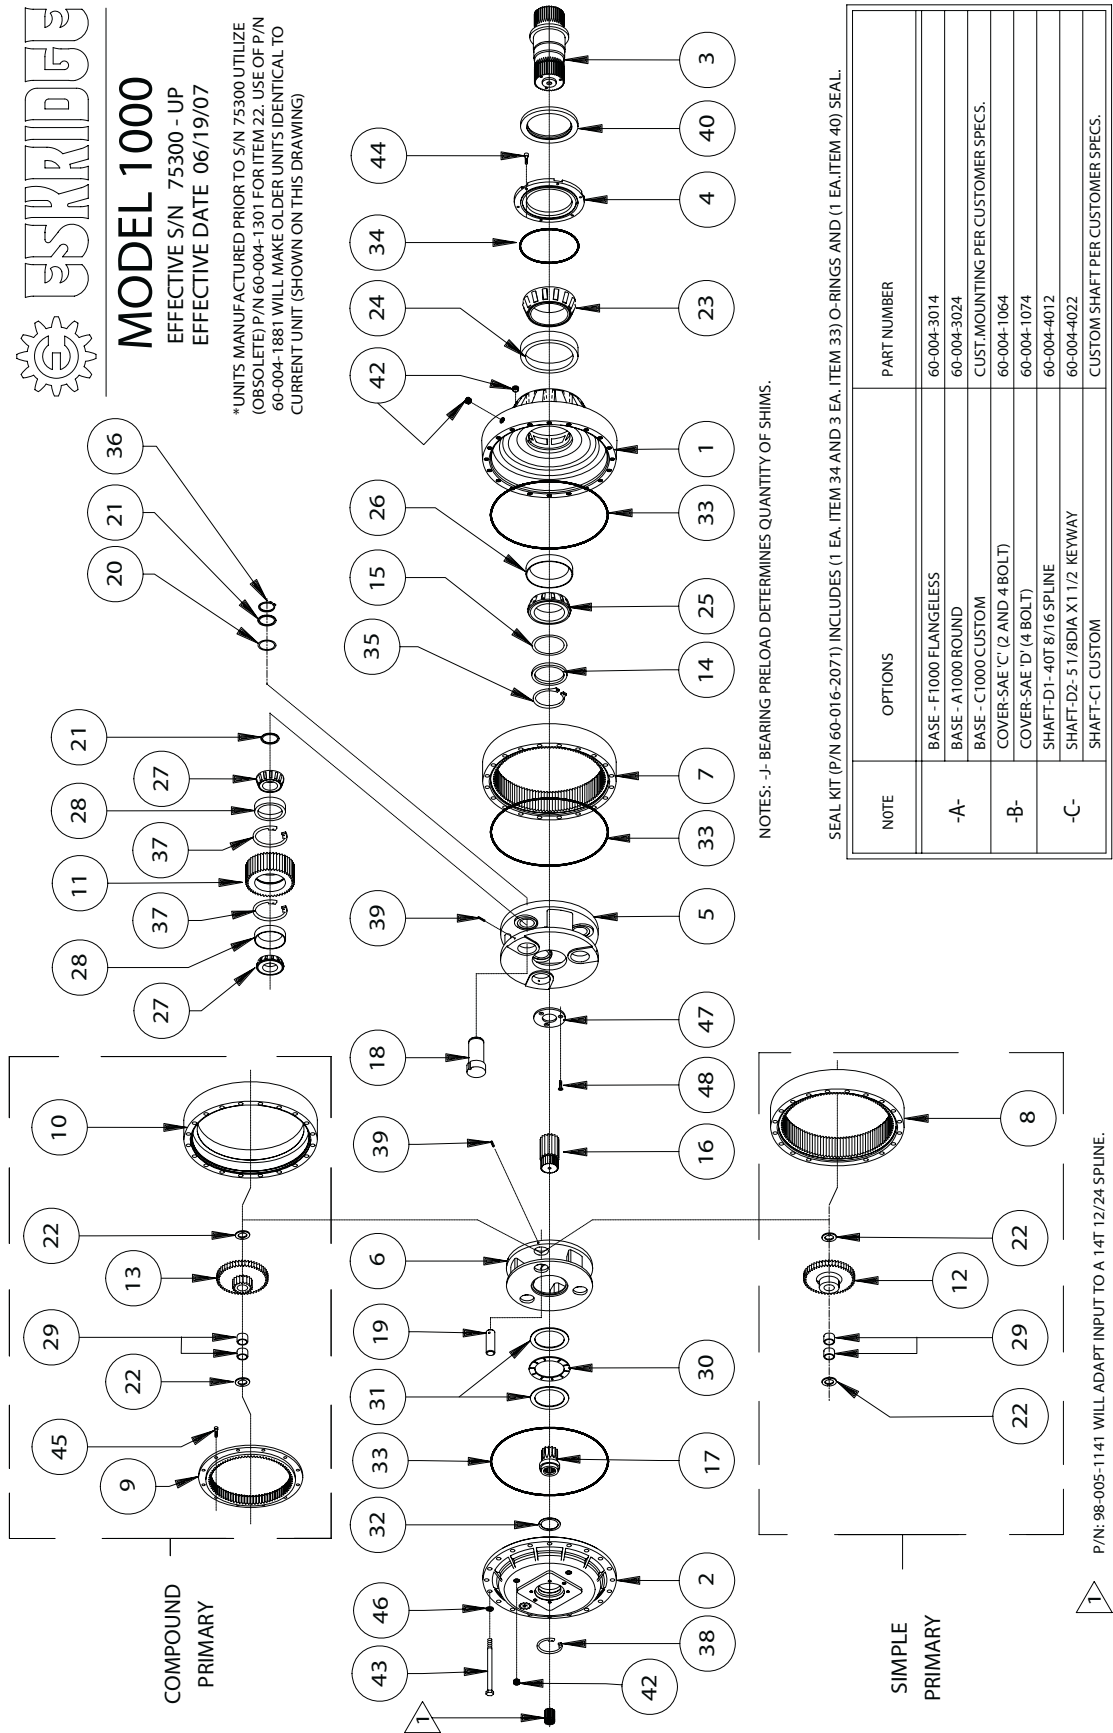 ESKRIDGE
MODEL 1000
EFFECTIVE S/N 75300 - UP
EFFECTIVE DATE 06/19/07
*UNITS MANUFACTURED PRIOR TO S/N 75300 UTILIZE
(OBSOLETE) P/N 60-004-1301 FOR ITEM 22. USE OF P/N
60-004-1881 WILL MAKE OLDER UNITS IDENTICAL TO
CURRENT UNIT (SHOWN ON THIS DRAWING)
COMPOUND
PRIMARY
9
45
22
29
13
22
10
27
28
37
11
37
28
27
21
20
21
36
1
43
46
32
33
31
19
6
39
18
39
35
15
26
42
24
34
44
42
38
2
17
30
16
48
47
5
33
7
14
25
33
1
23
4
40
3
SIMPLE
PRIMARY
22
29
12
22
8
NOTES: -J- BEARING PRELOAD DETERMINES QUANTITY OF SHIMS.
SEAL KIT (P/N 60-016-2071) INCLUDES (1 EA. ITEM 34 AND 3 EA. ITEM 33) O-RINGS AND (1 EA.ITEM 40) SEAL.
NOTE OPTIONS PART NUMBER
-A- BASE - F1000 FLANGELESS 60-004-3014
BASE - A1000 ROUND 60-004-3024
BASE - C1000 CUSTOM CUST.MOUNTING PER CUSTOMER SPECS.
-B- COVER-SAE 'C' (2 AND 4 BOLT) 60-004-1064
COVER-SAE 'D' (4 BOLT) 60-004-1074
-C- SHAFT-D1- 40T 8/16 SPLINE 60-004-4012
SHAFT-D2- 5 1/8DIA X1 1/2 KEYWAY 60-004-4022
SHAFT-C1 CUSTOM CUSTOM SHAFT PER CUSTOMER SPECS.
1 P/N: 98-005-1141 WILL ADAPT INPUT TO A 14T 12/24 SPLINE.